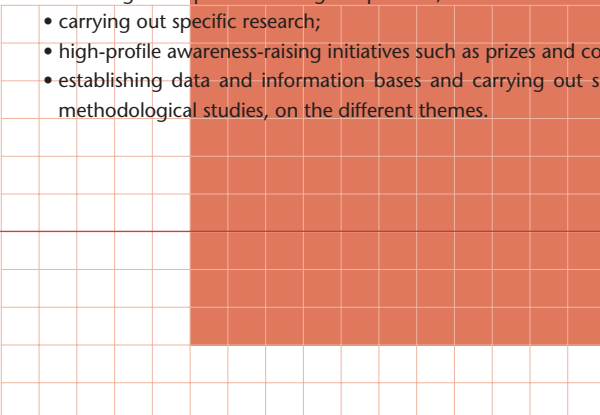 • carrying out specific research;
• high-profile awareness-raising initiatives such as prizes and
• establishing data and information bases and carrying out
methodological studies, on the different themes.